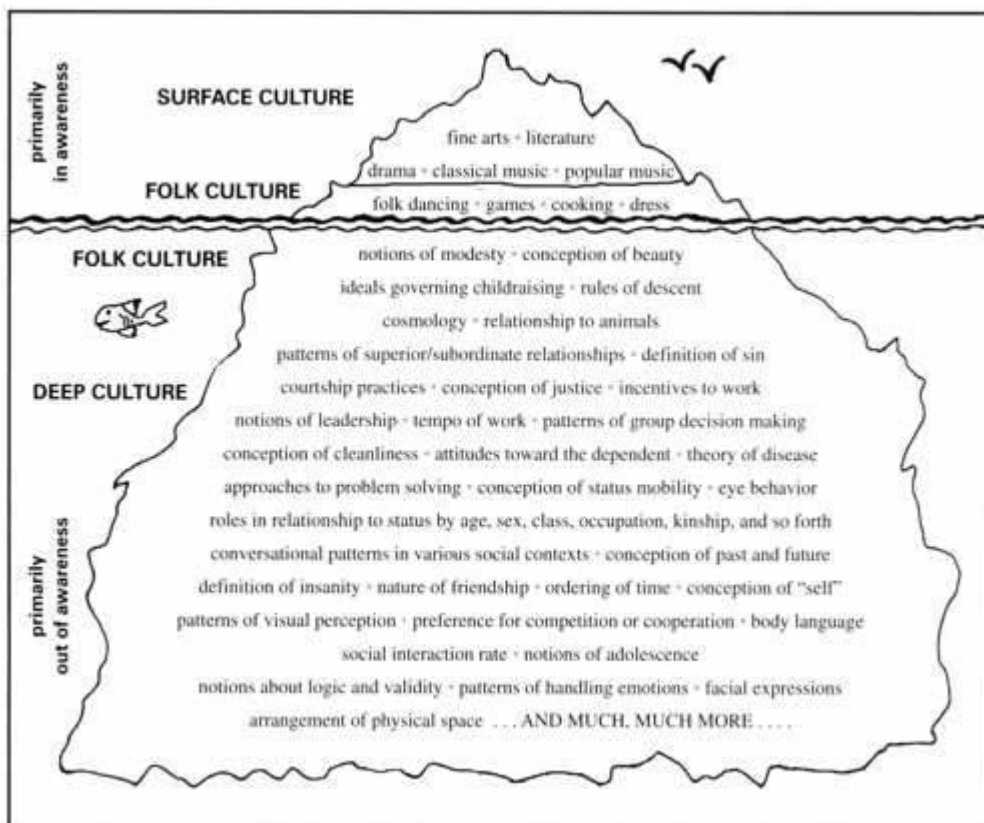 primarily
in awareness
SURFACE CULTURE
fine arts • literature
drama • classical music • popular music
FOLK CULTURE
folk dancing • games • cooking • dress
FOLK CULTURE
notions of modesty • conception of beauty
ideals governing childraising • rules of descent
cosmology • relationship to animals
patterns of superior/subordinate relationships • definition of sin
DEEP CULTURE
courtship practices • conception of justice • incentives to work
notions of leadership • tempo of work • patterns of group decision making
conception of cleanliness • attitudes toward the dependent • theory of disease
approaches to problem solving • conception of status mobility • eye behavior
roles in relationship to status by age, sex, class, occupation, kinship, and so forth
primarily
out of awareness
conversational patterns in various social contexts • conception of past and future
definition of insanity • nature of friendship • ordering of time • conception of “self”
patterns of visual perception • preference for competition or cooperation • body language
social interaction rate • notions of adolescence
notions about logic and validity • patterns of handling emotions • facial expressions
arrangement of physical space . . . AND MUCH, MUCH MORE . . . .